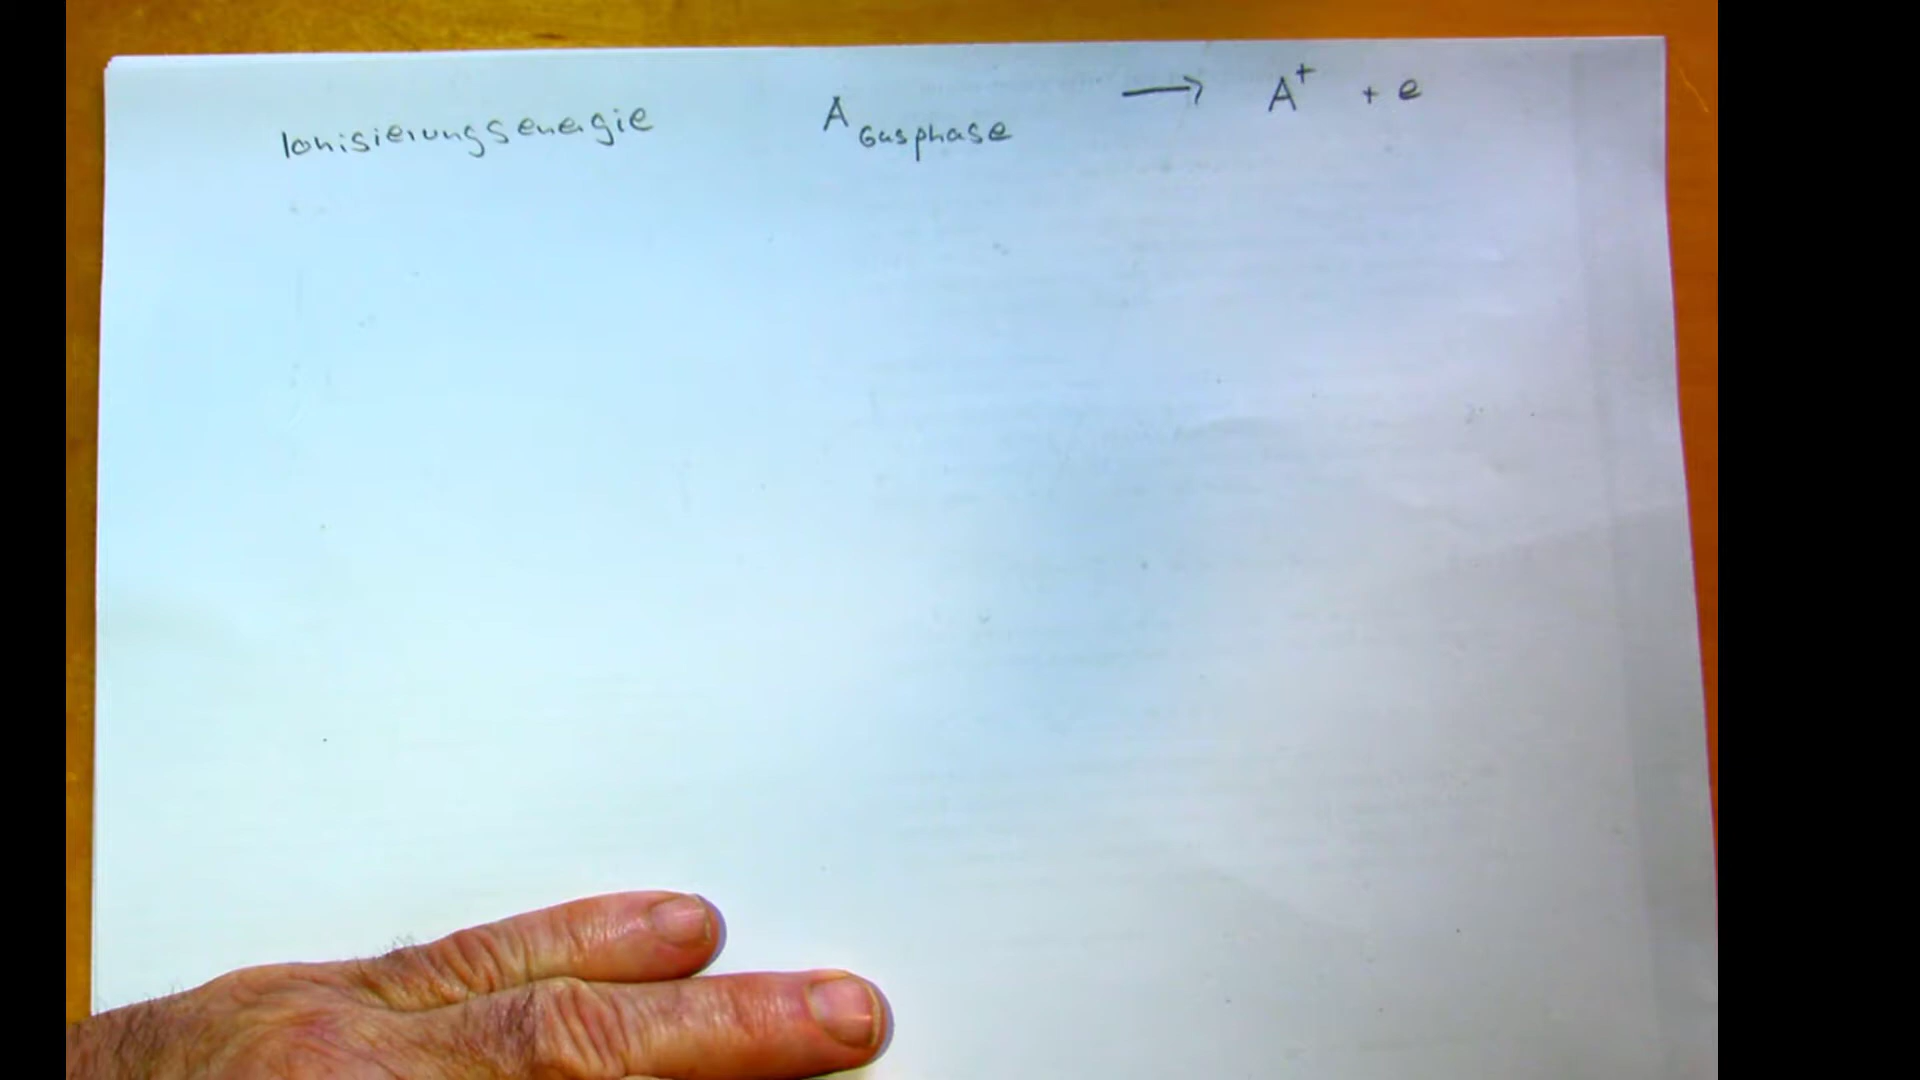 Ionisierungsenergie A Gasphase → A⁺ + e